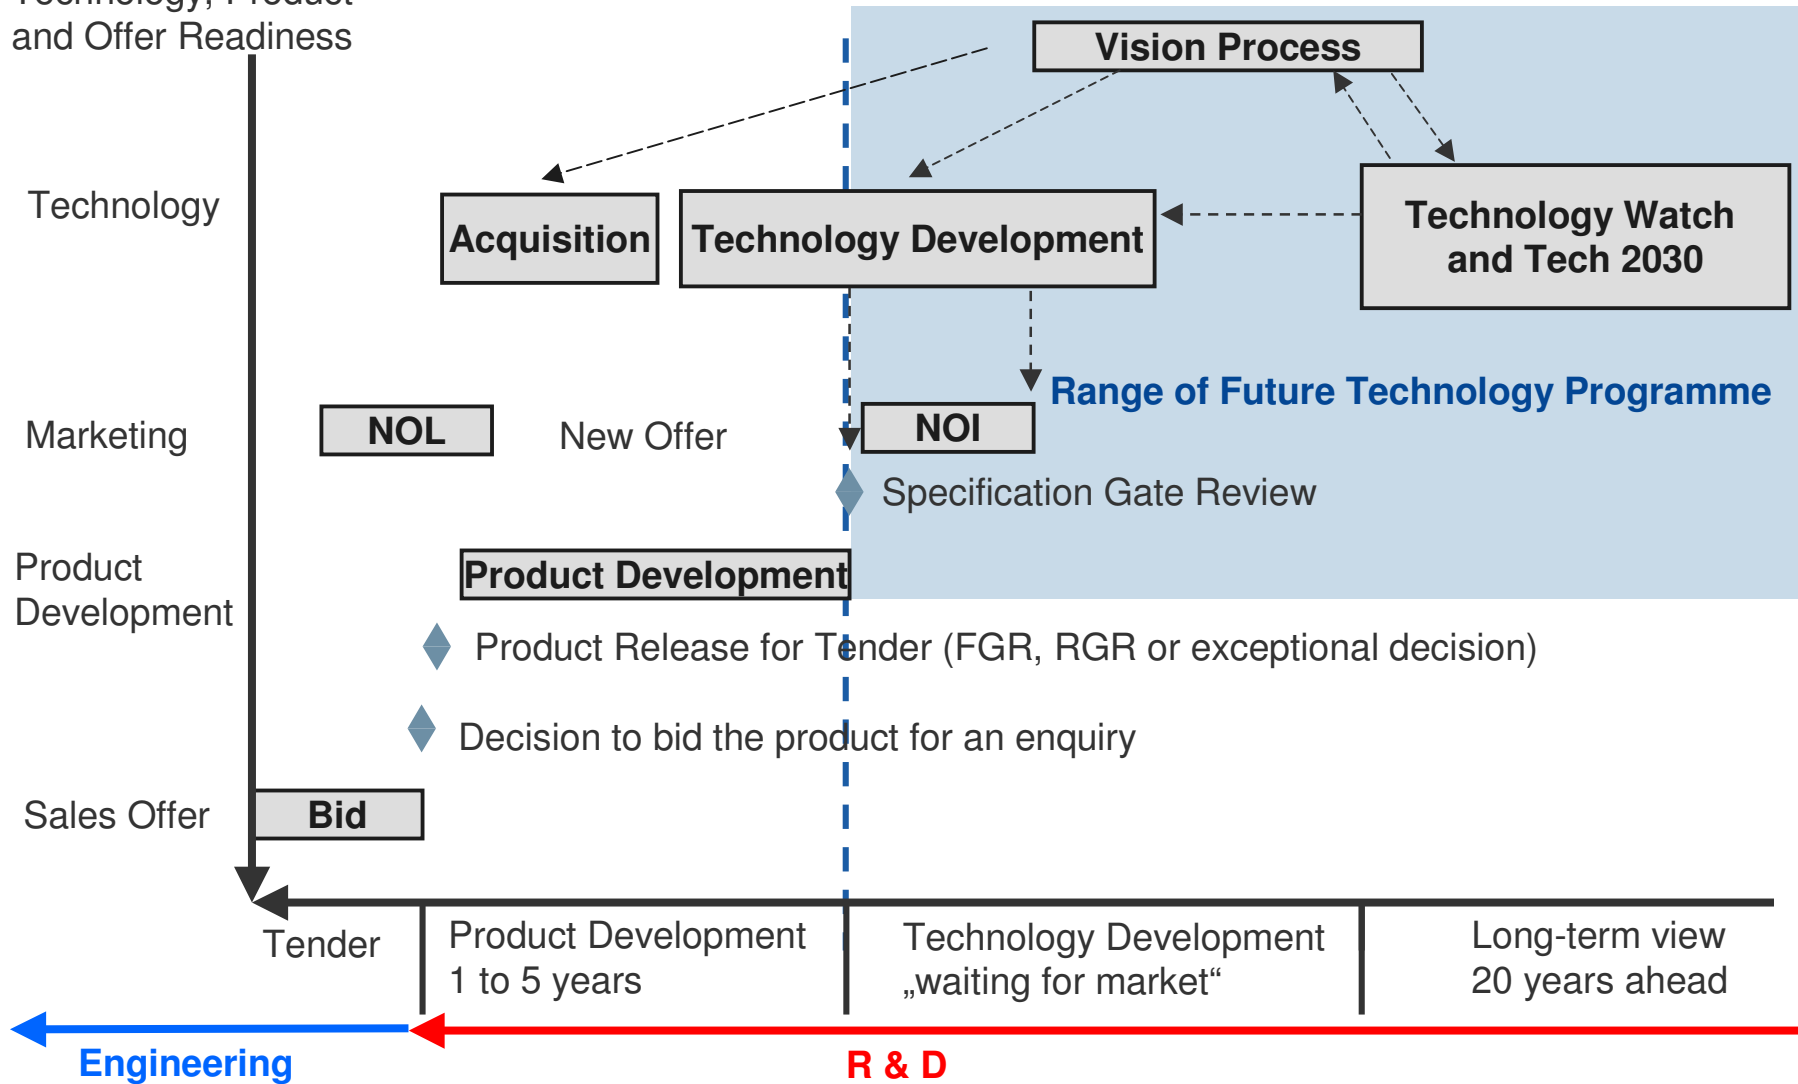 Technology, Product
and Offer Readiness
Vision Process
Technology
Acquisition
Technology Development
Technology Watch
and Tech 2030
Range of Future Technology Programme
Marketing
NOL
New Offer
NOI
Specification Gate Review
Product
Development
Product Development
Product Release for Tender (FGR, RGR or exceptional decision)
Decision to bid the product for an enquiry
Sales Offer
Bid
Tender
Product Development
1 to 5 years
Technology Development
„waiting for market“
Long-term view
20 years ahead
Engineering
R & D